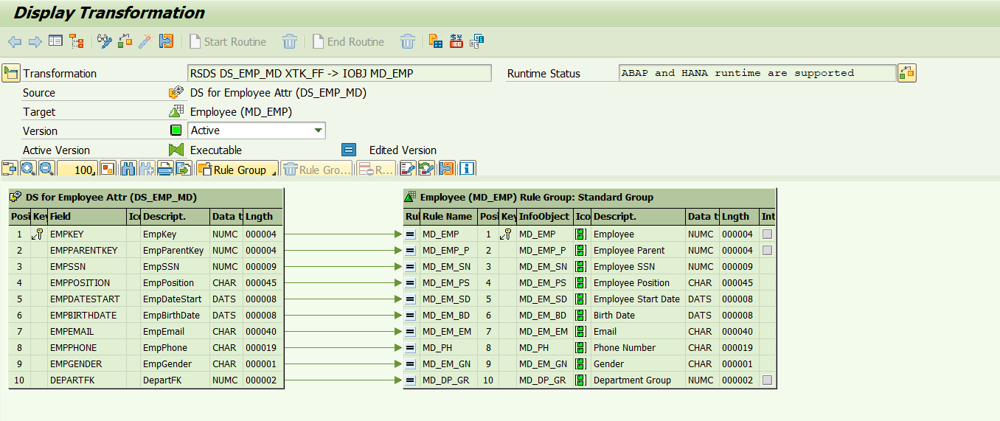 Display Transformation
Start Routine End Routine
Transformation RSDS DS_EMP_MD XTK_FF -> IOBJ MD_EMP Runtime Status ABAP and HANA runtime are supported
Source DS for Employee Attr (DS_EMP_MD)
Target Employee (MD_EMP)
Version Active
Active Version Executable Edited Version
100 Rule Group Rule Gro... R...
DS for Employee Attr (DS_EMP_MD) Employee (MD_EMP) Rule Group: Standard Group
Posi Key Field Ico Descript. Data t Lngth Rul Rule Name Posi Key InfoObject Ico Descript. Data t Lngth Int
1 EMPKEY EmpKey NUMC 000004 MD_EMP 1 MD_EMP Employee NUMC 000004
2 EMPPARENTKEY EmpParentKey NUMC 000004 MD_EMP_P 2 MD_EMP_P Employee Parent NUMC 000004
3 EMPSSN EmpSSN NUMC 000009 MD_EM_SN 3 MD_EM_SN Employee SSN NUMC 000009
4 EMPPOSITION EmpPosition CHAR 000045 MD_EM_PS 4 MD_EM_PS Employee Position CHAR 000045
5 EMPDATESTART EmpDateStart DATS 000008 MD_EM_SD 5 MD_EM_SD Employee Start Date DATS 000008
6 EMPBIRTHDATE EmpBirthDate DATS 000008 MD_EM_BD 6 MD_EM_BD Birth Date DATS 000008
7 EMPEMAIL EmpEmail CHAR 000040 MD_EM_EM 7 MD_EM_EM Email CHAR 000040
8 EMPPHONE EmpPhone CHAR 000019 MD_PH 8 MD_PH Phone Number CHAR 000019
9 EMPGENDER EmpGender CHAR 000001 MD_EM_GN 9 MD_EM_GN Gender CHAR 000001
10 DEPARTFK DepartFK NUMC 000002 MD_DP_GR 10 MD_DP_GR Department Group NUMC 000002